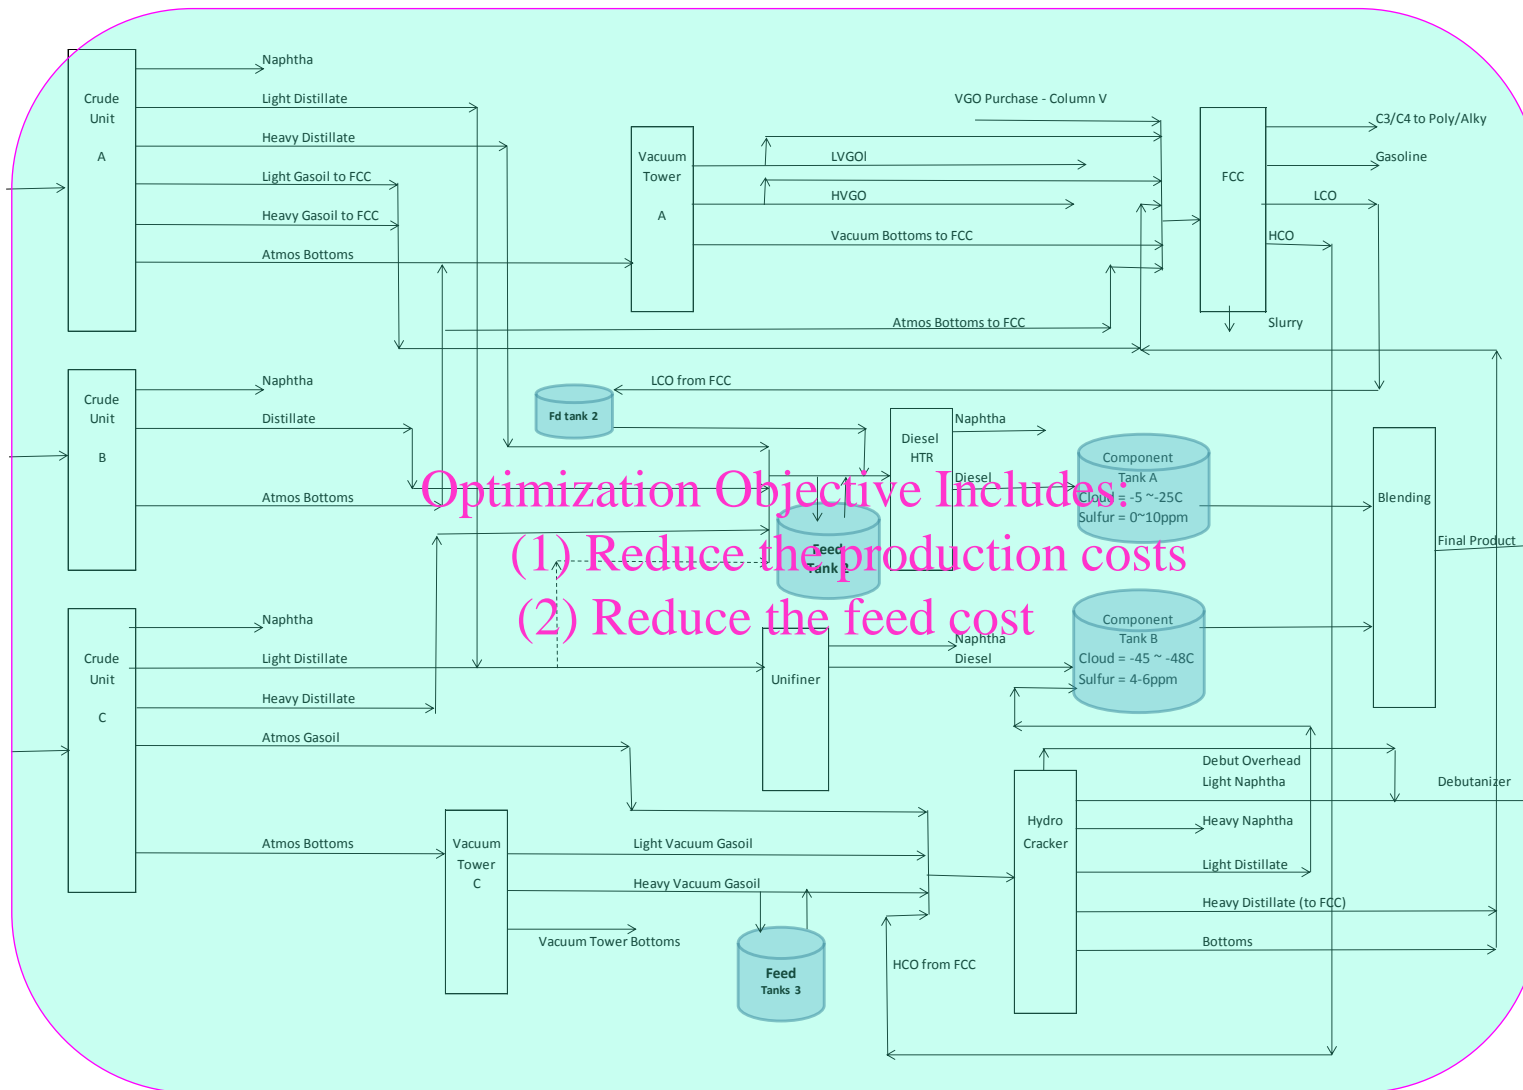 Naphtha
Crude
Unit
A
Light Distillate
Heavy Distillate
Light Gasoil to FCC
Heavy Gasoil to FCC
Atmos Bottoms
Vacuum
Tower
A
LVGOl
HVGO
Vacuum Bottoms to FCC
VGO Purchase - Column V
FCC
C3/C4 to Poly/Alky
Gasoline
LCO
HCO
Slurry
Atmos Bottoms to FCC
Naphtha
Crude
Unit
B
Distillate
Atmos Bottoms
LCO from FCC
Fd tank 2
Diesel
HTR
Naphtha
Diesel
Component
Tank A
Cloud = -5 ~-25C
Sulfur = 0~10ppm
Blending
Final Product
Feed
Tank 2
Optimization Objective Includes:
(1) Reduce the production costs
(2) Reduce the feed cost
Naphtha
Crude
Unit
C
Light Distillate
Heavy Distillate
Atmos Gasoil
Atmos Bottoms
Unifiner
Naphtha
Diesel
Component
Tank B
Cloud = -45 ~ -48C
Sulfur = 4-6ppm
Vacuum
Tower
C
Light Vacuum Gasoil
Heavy Vacuum Gasoil
Vacuum Tower Bottoms
Feed
Tanks 3
HCO from FCC
Hydro
Cracker
Debut Overhead
Light Naphtha
Debutanizer
Heavy Naphtha
Light Distillate
Heavy Distillate (to FCC)
Bottoms